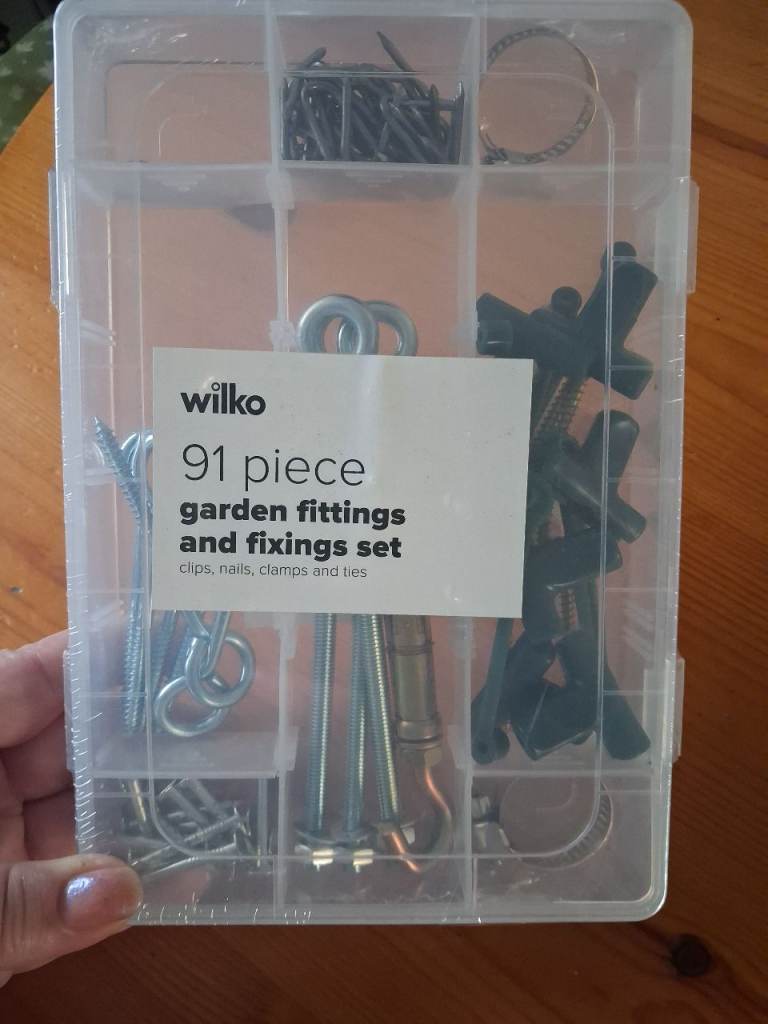 wilko
91 piece
garden fittings
and fixings set
clips, nails, clamps and ties